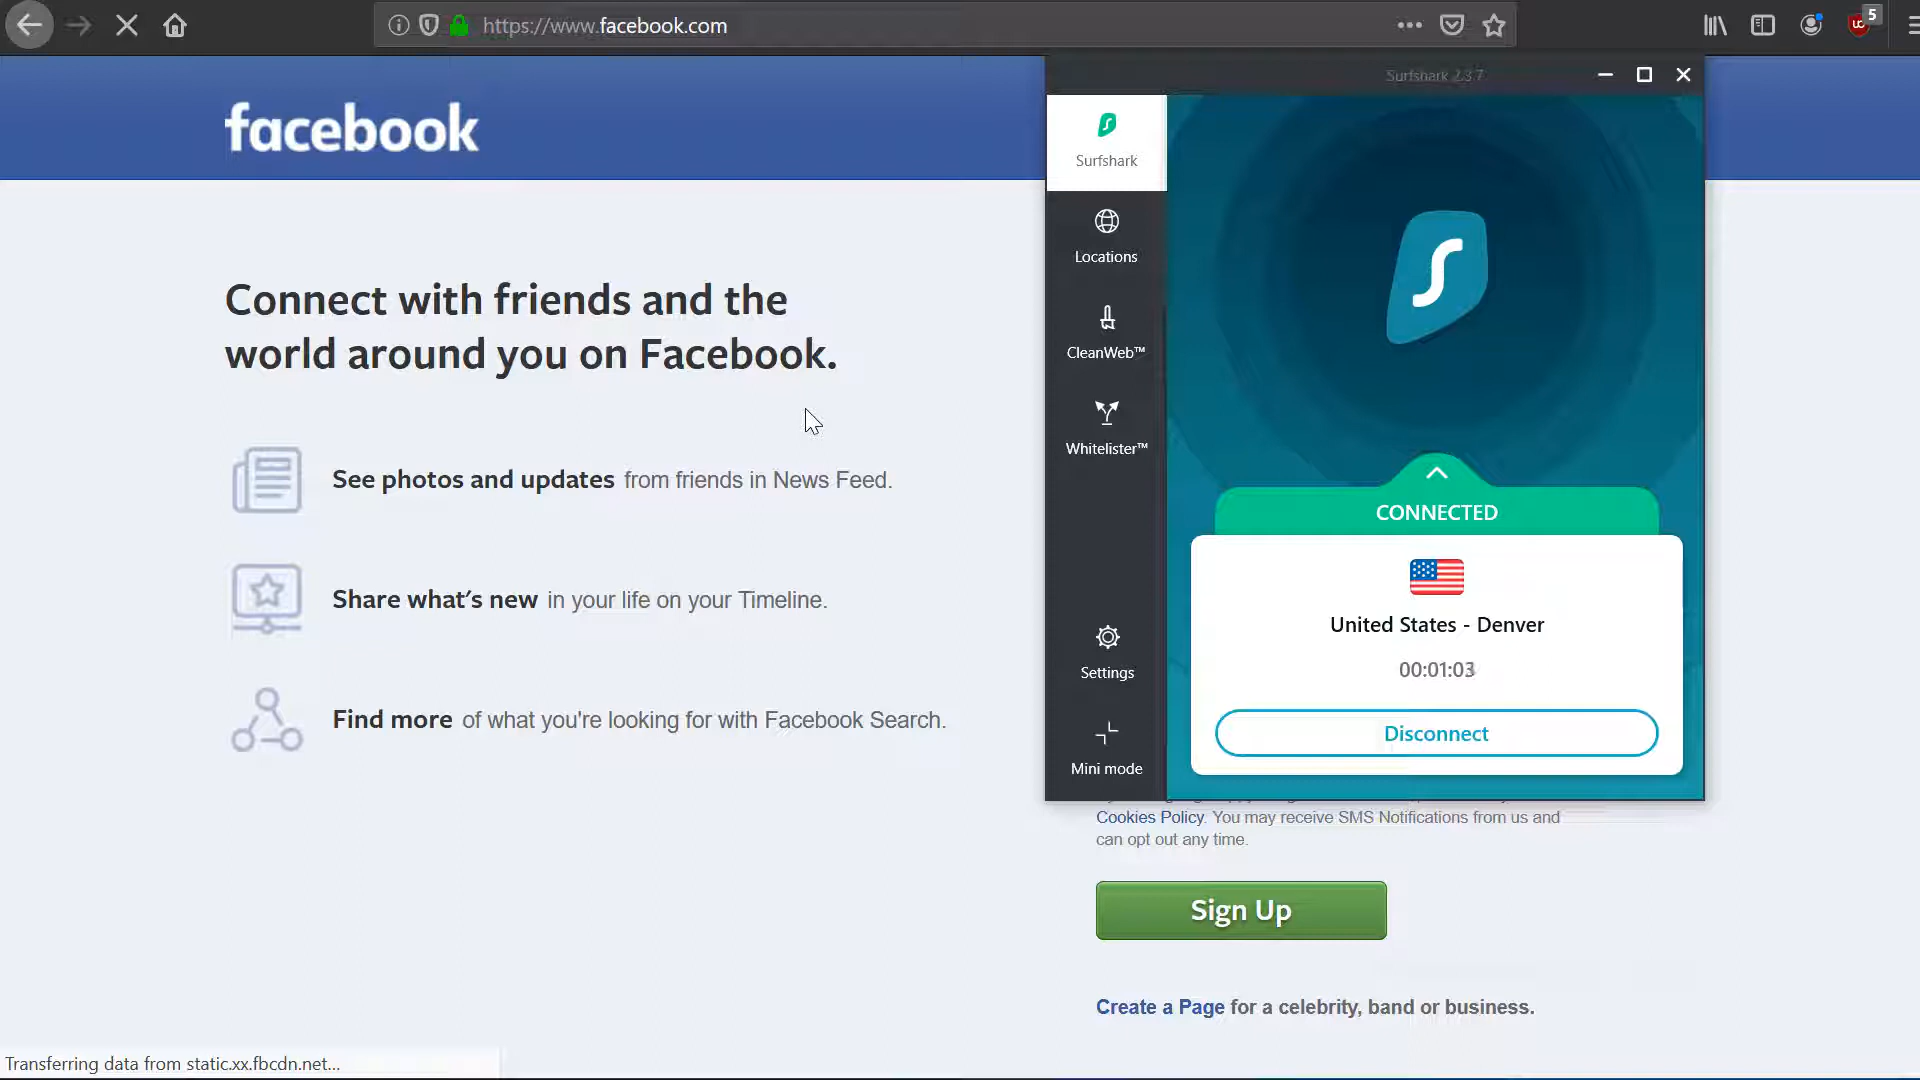 https://www.facebook.com
5
Surfshark 2.3.7
facebook
Surfshark
Locations
CleanWeb™
Whitelister™
Settings
Mini mode
CONNECTED
United States - Denver
00:01:03
Disconnect
Connect with friends and the
world around you on Facebook.
See photos and updates from friends in News Feed.
Share what's new in your life on your Timeline.
Find more of what you're looking for with Facebook Search.
Cookies Policy. You may receive SMS Notifications from us and
can opt out any time.
Sign Up
Create a Page for a celebrity, band or business.
Transferring data from static.xx.fbcdn.net...